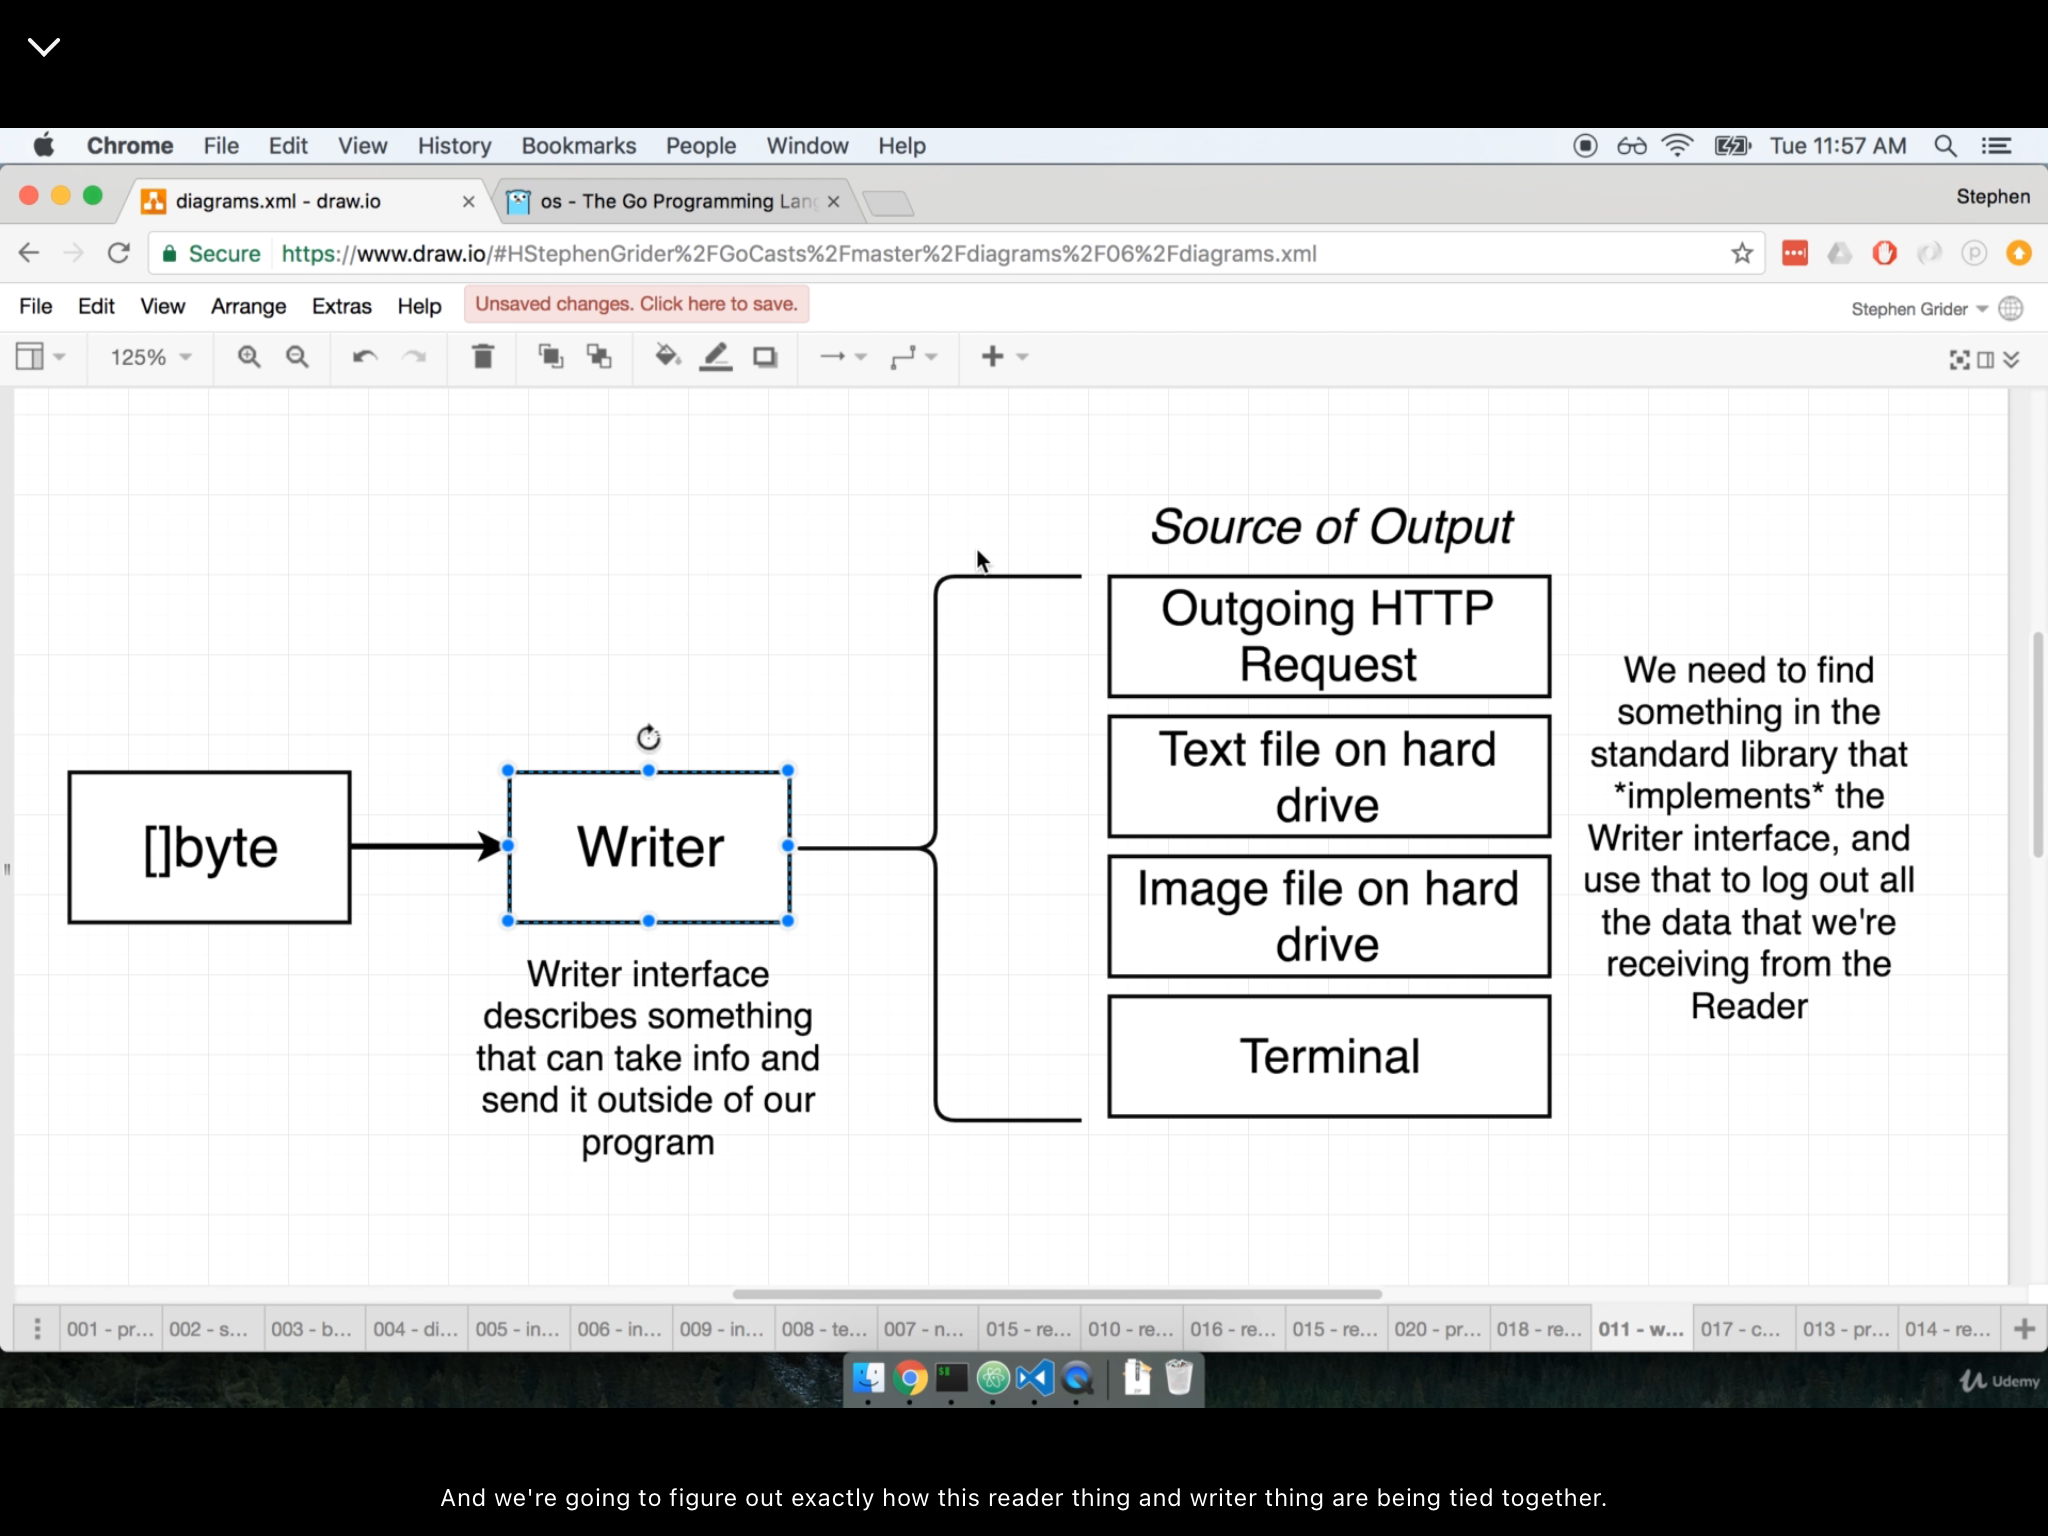 Chrome File Edit View History Bookmarks People Window Help Tue 11:57 AM
diagrams.xml - draw.io os - The Go Programming Lan Stephen
Secure https://www.draw.io/#HStephenGrider%2FGoCasts%2Fmaster%2Fdiagrams%2F06%2Fdiagrams.xml
File Edit View Arrange Extras Help Unsaved changes. Click here to save. Stephen Grider
125%
Source of Output
Outgoing HTTP
Request
Text file on hard
drive
Image file on hard
drive
Terminal
[]byte
Writer
Writer interface
describes something
that can take info and
send it outside of our
program
We need to find
something in the
standard library that
*implements* the
Writer interface, and
use that to log out all
the data that we're
receiving from the
Reader
001 - pr... 002 - s... 003 - b... 004 - di... 005 - in... 006 - in... 009 - in... 008 - te... 007 - n... 015 - re... 010 - re... 016 - re... 015 - re... 020 - pr... 018 - re... 011 - w... 017 - c... 013 - pr... 014 - re...
Udemy
And we're going to figure out exactly how this reader thing and writer thing are being tied together.